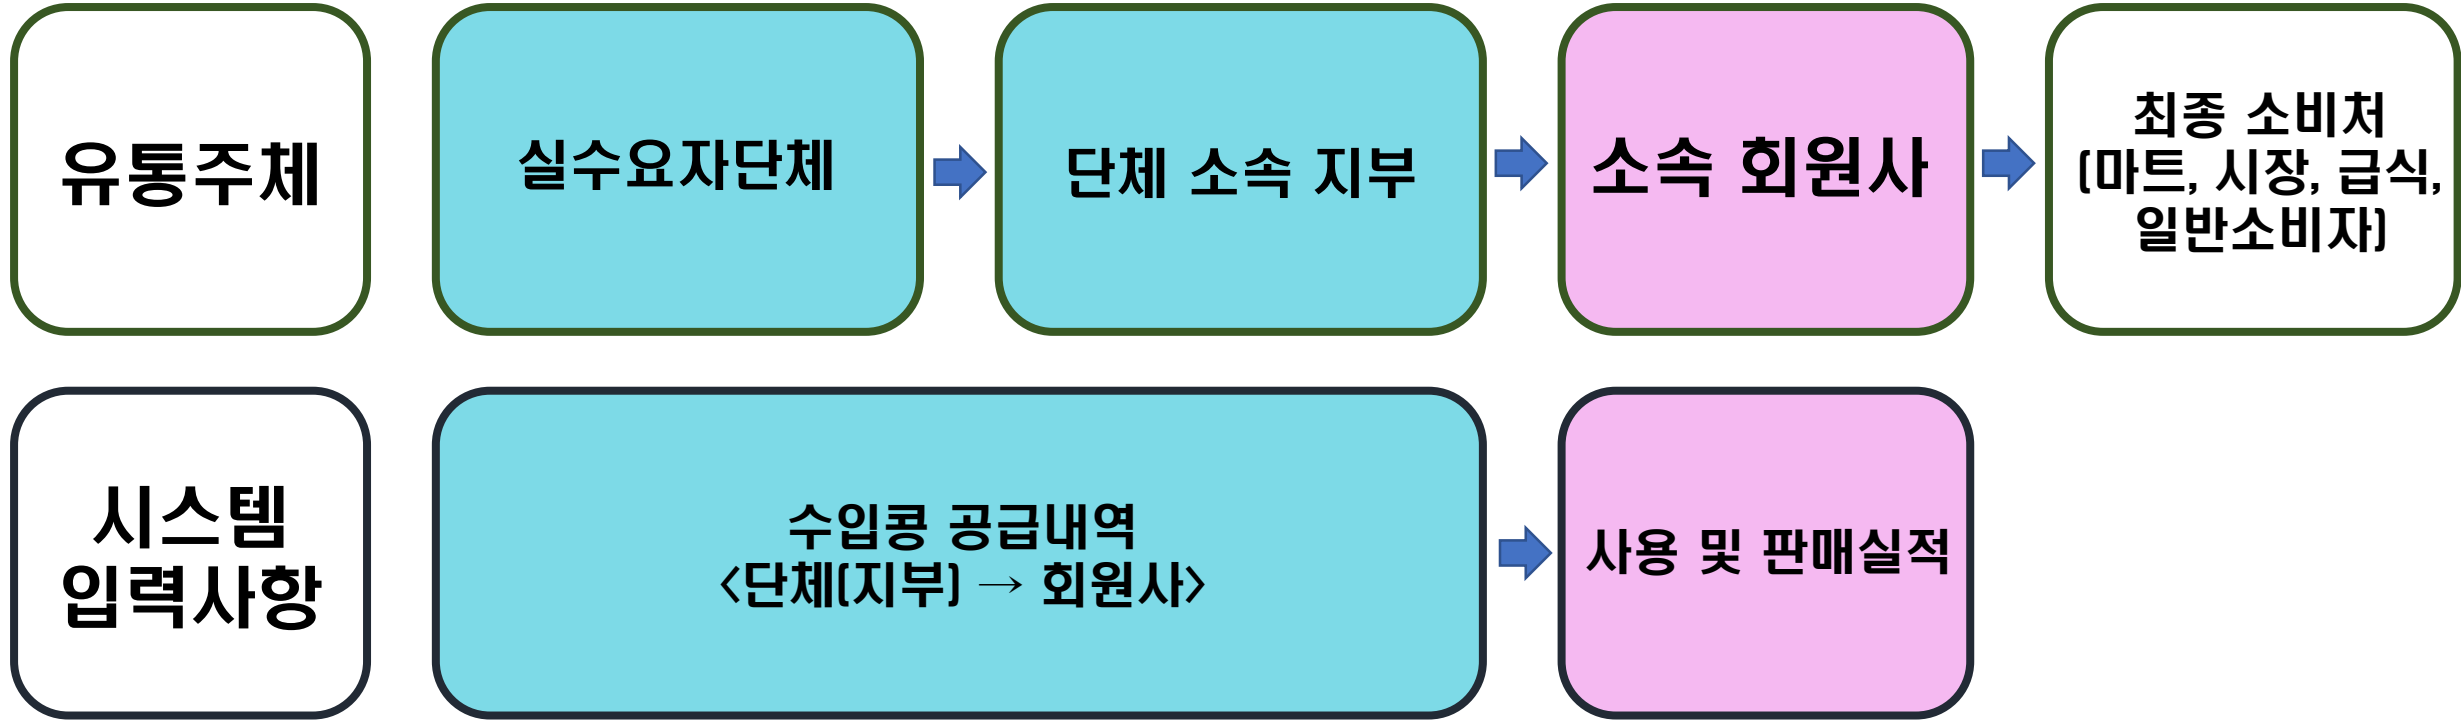 유통주체
실수요자단체
단체 소속 지부
소속 회원사
최종 소비처
(마트, 시장, 급식,
일반소비자)
시스템
입력사항
수입콩 공급내역
<단체(지부) → 회원사>
사용 및 판매실적